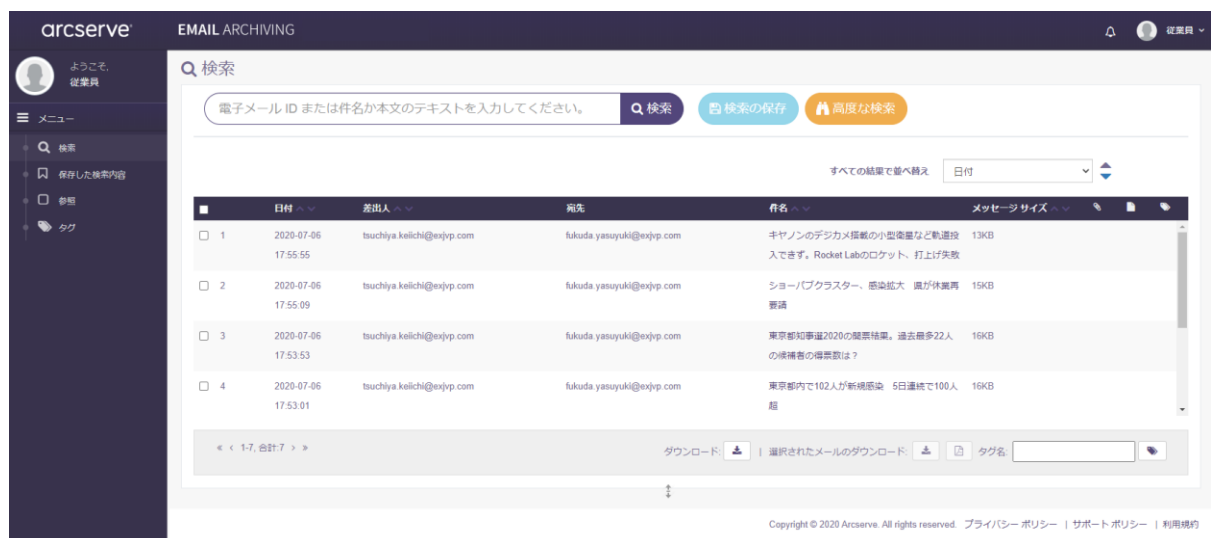 arcserve
EMAIL ARCHIVING
従業員
ようこそ,
従業員
メニュー
検索
保存した検索内容
参照
タグ
検索
電子メール ID または件名か本文のテキストを入力してください。
検索
検索の保存
高度な検索
すべての結果で並べ替え 日付
日付 差出人 宛先 件名 メッセージ サイズ
1 2020-07-06 tsuchiya.keiichi@exjvp.com fukuda.yasuyuki@exjvp.com キヤノンのデジカメ搭載の小型衛星など軌道投 13KB
17:55:55 入できず。Rocket Labのロケット、打上げ失敗
2 2020-07-06 tsuchiya.keiichi@exjvp.com fukuda.yasuyuki@exjvp.com ショーパブクラスター、感染拡大 県が休業再 15KB
17:55:09 要請
3 2020-07-06 tsuchiya.keiichi@exjvp.com fukuda.yasuyuki@exjvp.com 東京都知事選2020の開票結果。過去最多22人 16KB
17:53:53 の候補者の得票数は？
4 2020-07-06 tsuchiya.keiichi@exjvp.com fukuda.yasuyuki@exjvp.com 東京都内で102人が新規感染 5日連続で100人 16KB
17:53:01 超
« ‹ 1-7, 合計:7 › »
ダウンロード: | 選択されたメールのダウンロード: タグ名:
Copyright © 2020 Arcserve. All rights reserved. プライバシー ポリシー | サポート ポリシー | 利用規約